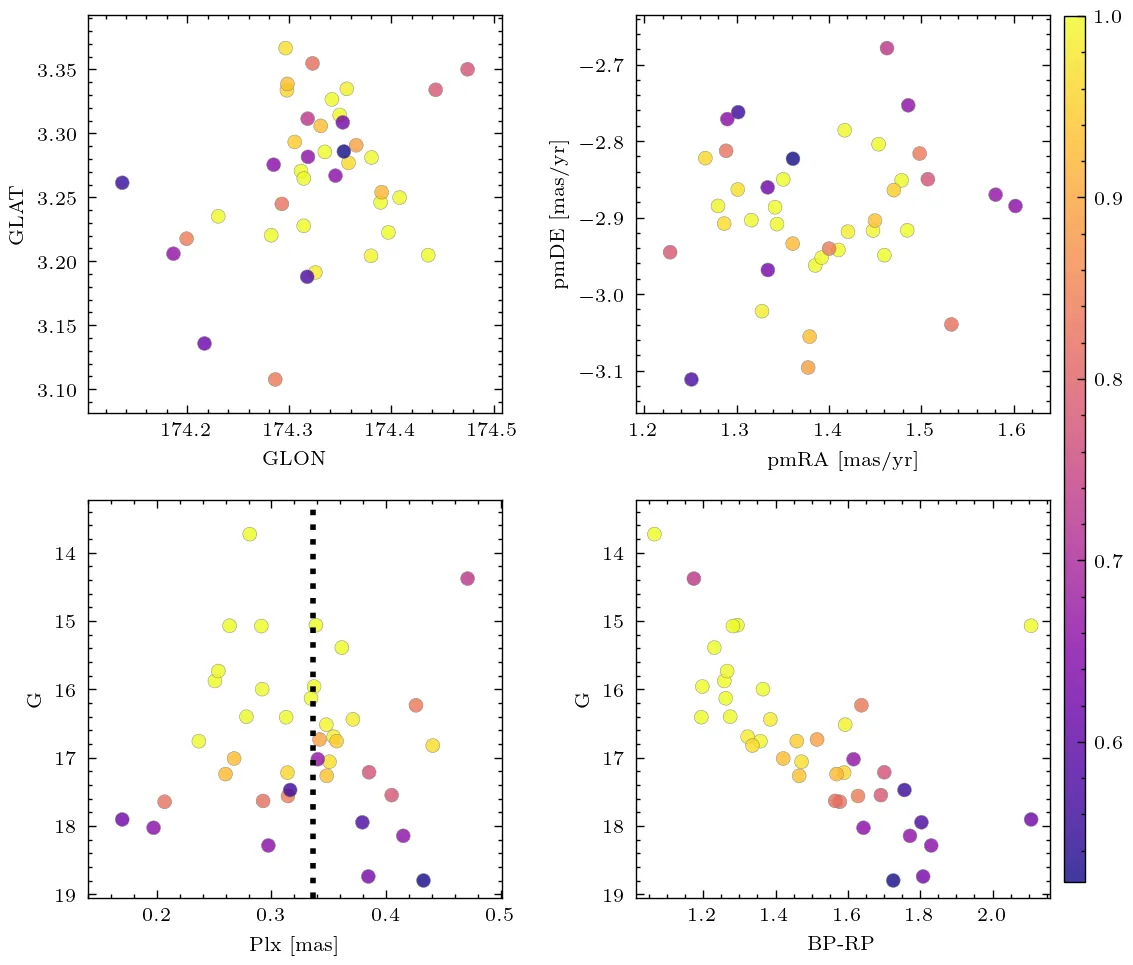 3.35
3.30
3.25
3.20
3.15
3.10
GLAT
174.2 174.3 174.4 174.5
GLON
−2.7
−2.8
−2.9
−3.0
−3.1
pmDE [mas/yr]
1.2 1.3 1.4 1.5 1.6
pmRA [mas/yr]
1.0
0.9
0.8
0.7
0.6
14
15
16
17
18
19
G
0.2 0.3 0.4 0.5
Plx [mas]
14
15
16
17
18
19
G
1.2 1.4 1.6 1.8 2.0
BP-RP